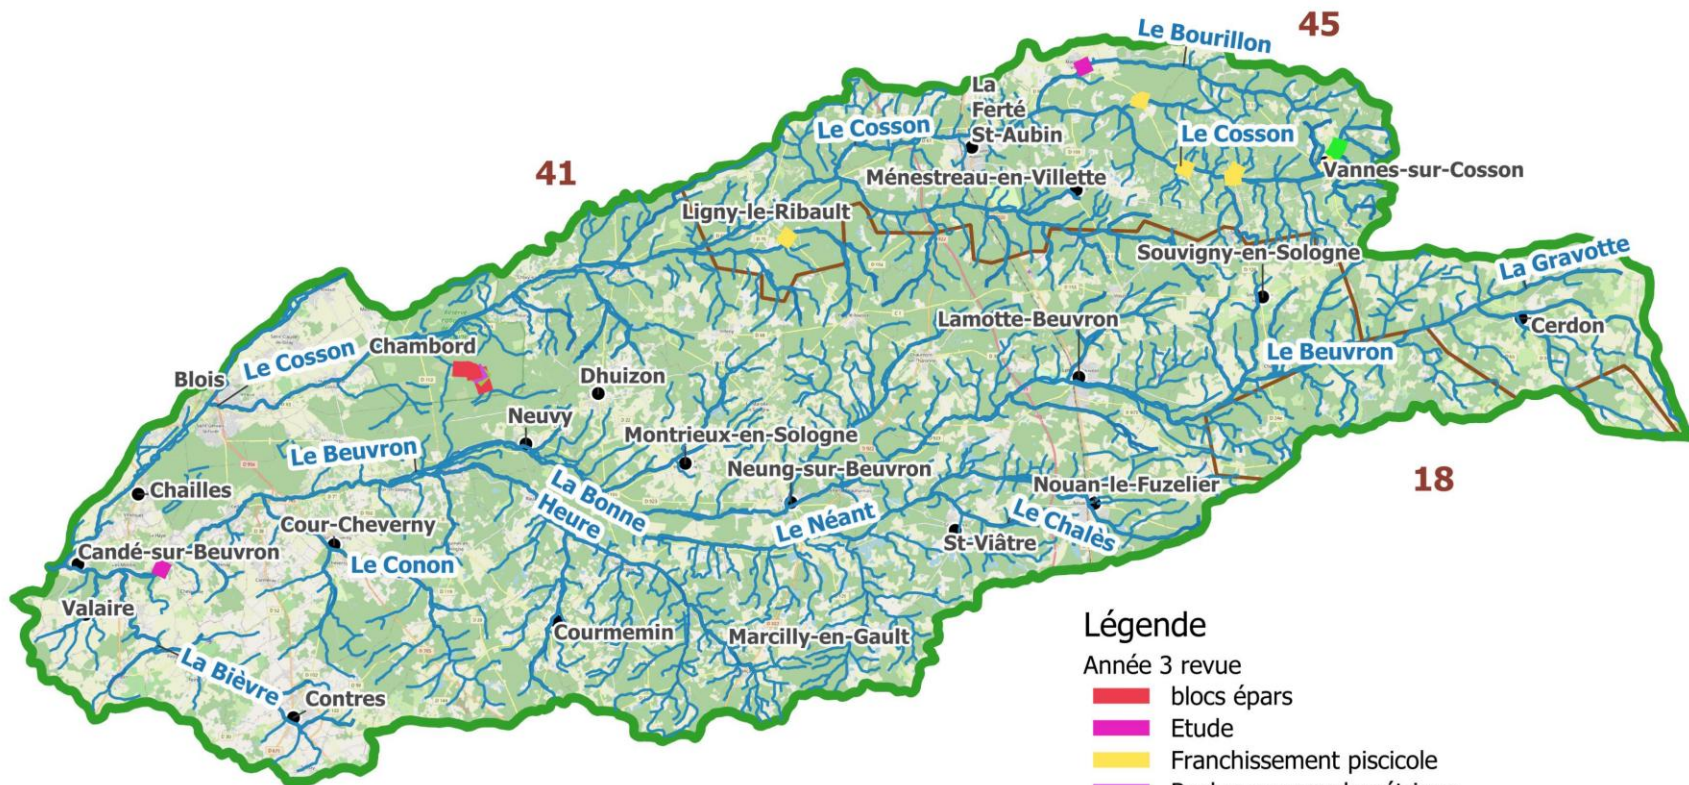 45
Le Bourillon
La
Ferté
St-Aubin
Le Cosson
Le Cosson
41
Vannes-sur-Cosson
Ménestreau-en-Villette
Ligny-le-Ribault
Souvigny-en-Sologne
La Gravotte
Lamotte-Beuvron
Cerdon
Chambord
Le Cosson
Le Beuvron
Blois
Dhuizon
Neuvy
Montrieux-en-Sologne
Le Beuvron
Neung-sur-Beuvron
18
Chailles
La Bonne
Heure
Nouan-le-Fuzelier
Le Néant
Le Chalès
Cour-Cheverny
St-Viâtre
Candé-sur-Beuvron
Le Conon
Valaire
Courmemin
Marcilly-en-Gault
La Bièvre
Contres
Légende
Année 3 revue
blocs épars
Etude
Franchissement piscicole